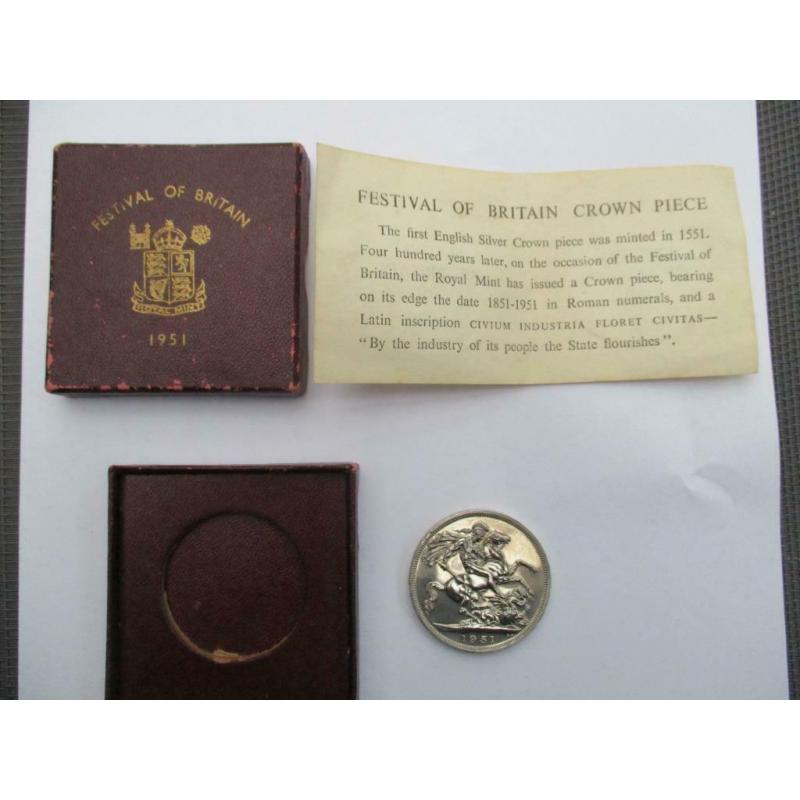 FESTIVAL OF BRITAIN
ROYAL MINT
1951
FESTIVAL OF BRITAIN CROWN PIECE
The first English Silver Crown piece was minted in 1551.
Four hundred years later, on the occasion of the Festival of
Britain, the Royal Mint has issued a Crown piece, bearing
on its edge the date 1851-1951 in Roman numerals, and a
Latin inscription CIVIUM INDUSTRIA FLORET CIVITAS—
“By the industry of its people the State flourishes”.
1951